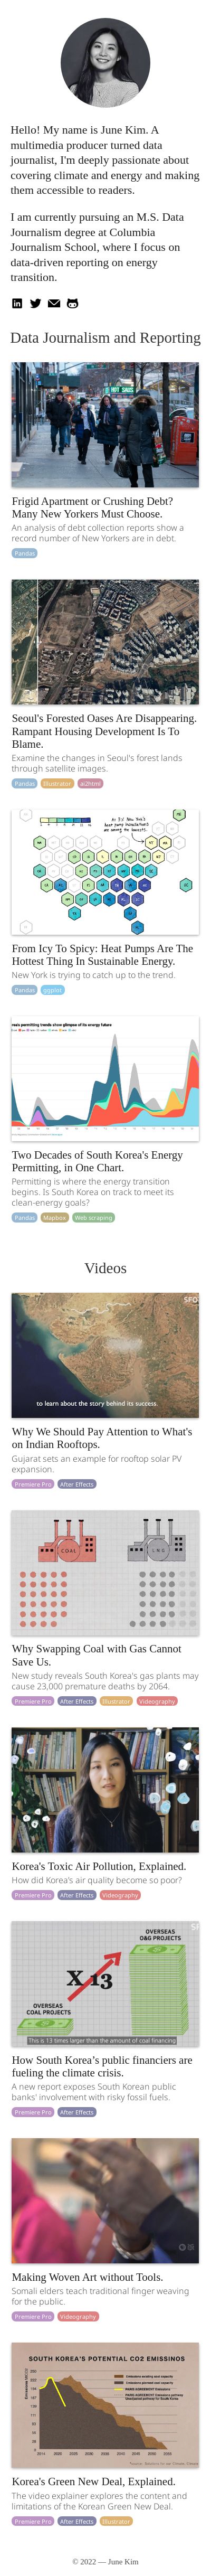 Hello! My name is June Kim. A
multimedia producer turned data
journalist, I'm deeply passionate about
covering climate and energy and making
them accessible to readers.
I am currently pursuing an M.S. Data
Journalism degree at Columbia
Journalism School, where I focus on
data-driven reporting on energy
transition.
Data Journalism and Reporting
Frigid Apartment or Crushing Debt?
Many New Yorkers Must Choose.
An analysis of debt collection reports show a
record number of New Yorkers are in debt.
Pandas
Seoul's Forested Oases Are Disappearing.
Rampant Housing Development Is To
Blame.
Examine the changes in Seoul's forest lands
through satellite images.
Pandas Illustrator ai2html
From Icy To Spicy: Heat Pumps Are The
Hottest Thing In Sustainable Energy.
New York is trying to catch up to the trend.
Pandas ggplot
Two Decades of South Korea's Energy
Permitting, in One Chart.
Permitting is where the energy transition
begins. Is South Korea on track to meet its
clean-energy goals?
Pandas Mapbox Web scraping
Videos
to learn about the story behind its success.
Why We Should Pay Attention to What's
on Indian Rooftops.
Gujarat sets an example for rooftop solar PV
expansion.
Premiere Pro After Effects
COAL LNG
Why Swapping Coal with Gas Cannot
Save Us.
New study reveals South Korea's gas plants may
cause 23,000 premature deaths by 2064.
Premiere Pro After Effects Illustrator Videography
Korea's Toxic Air Pollution, Explained.
How did Korea's air quality become so poor?
Premiere Pro After Effects Videography
OVERSEAS
O&G PROJECTS
X 13
OVERSEAS
COAL PROJECTS
This is 13 times larger than the amount of coal financing
How South Korea’s public financiers are
fueling the climate crisis.
A new report exposes South Korean public
banks' involvement with risky fossil fuels.
Premiere Pro After Effects
Making Woven Art without Tools.
Somali elders teach traditional finger weaving
for the public.
Premiere Pro Videography
SOUTH KOREA'S POTENTIAL CO2 EMISSINOS
Korea's Green New Deal, Explained.
The video explorer explores the content and
limitations of the Korean Green New Deal.
Premiere Pro After Effects Illustrator
© 2022 — June Kim